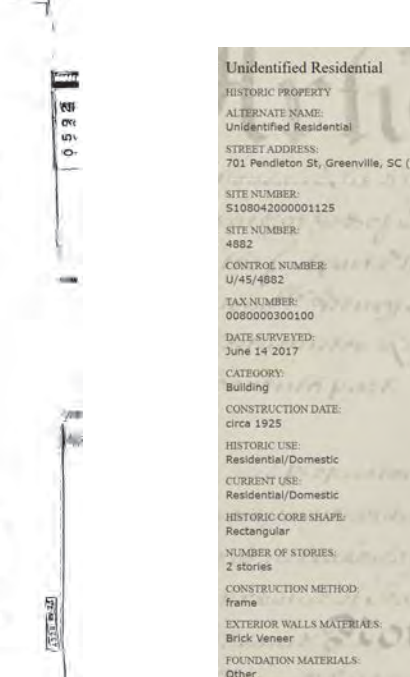 Unidentified Residential
HISTORIC PROPERTY
ALTERNATE NAME:
Unidentified Residential
STREET ADDRESS:
701 Pendleton St, Greenville, SC (
SITE NUMBER:
S108042000001125
SITE NUMBER:
4882
CONTROL NUMBER:
U/45/4882
TAX NUMBER:
0080000300100
DATE SURVEYED:
June 14 2017
CATEGORY:
Building
CONSTRUCTION DATE:
circa 1925
HISTORIC USE:
Residential/Domestic
CURRENT USE:
Residential/Domestic
HISTORIC CORE SHAPE:
Rectangular
NUMBER OF STORIES:
2 stories
CONSTRUCTION METHOD:
frame
EXTERIOR WALLS MATERIALS:
Brick Veneer
FOUNDATION MATERIALS:
Other